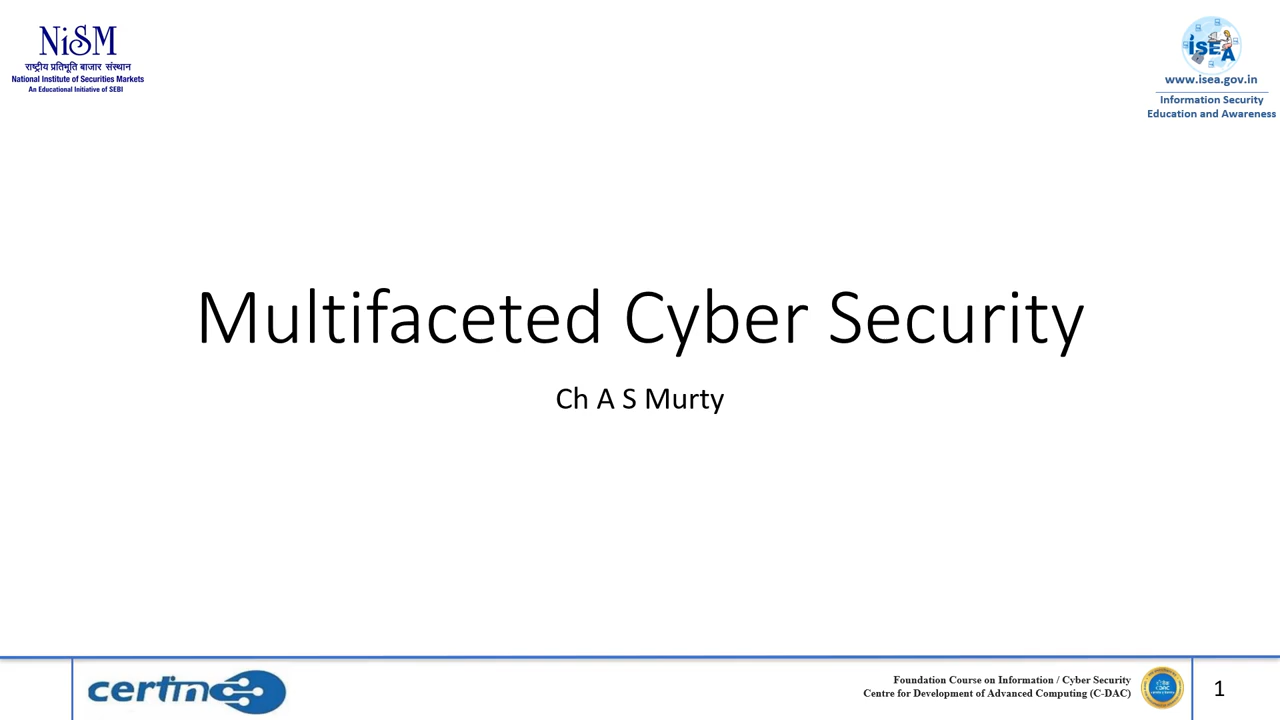 NiSM
राष्ट्रीय प्रतिभूति बाजार संस्थान
National Institute of Securities Markets
An Educational Initiative of SEBI
ISEA
www.isea.gov.in
Information Security
Education and Awareness
Multifaceted Cyber Security
Ch A S Murty
certin
Foundation Course on Information / Cyber Security
Centre for Development of Advanced Computing (C-DAC)
1